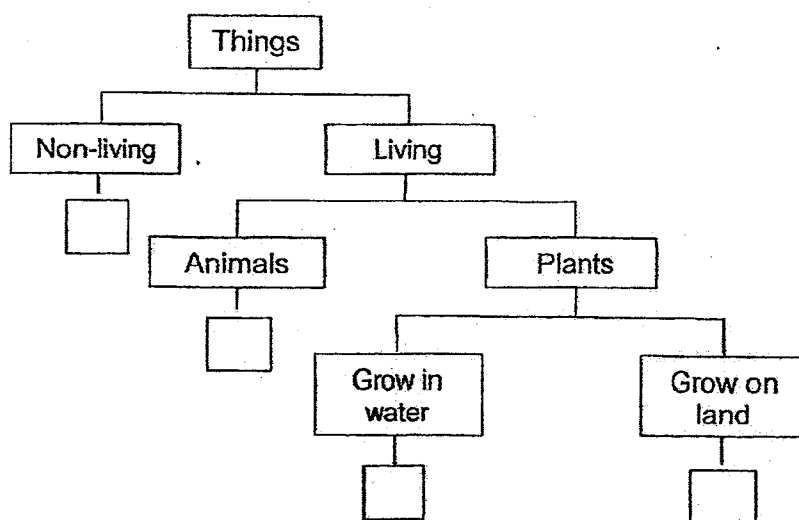 Things
Non-living
Living
Animals
Plants
Grow in
water
Grow on
land